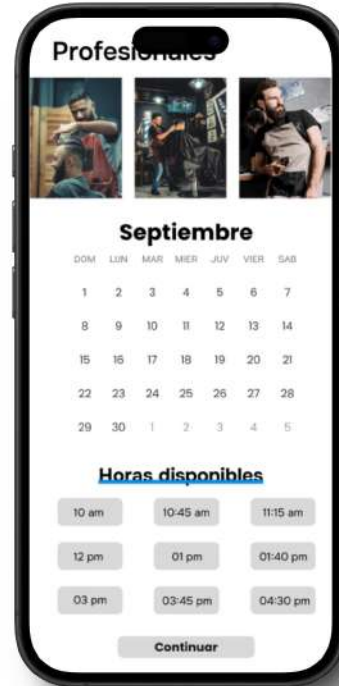 Profesionales
Septiembre
DOM LUN MAR MIER JUV VIER SAB
1 2 3 4 5 6 7
8 9 10 11 12 13 14
15 16 17 18 19 20 21
22 23 24 25 26 27 28
29 30 1 2 3 4 5
Horas disponibles
10 am 10:45 am 11:15 am
12 pm 01 pm 01:40 pm
03 pm 03:45 pm 04:30 pm
Continuar